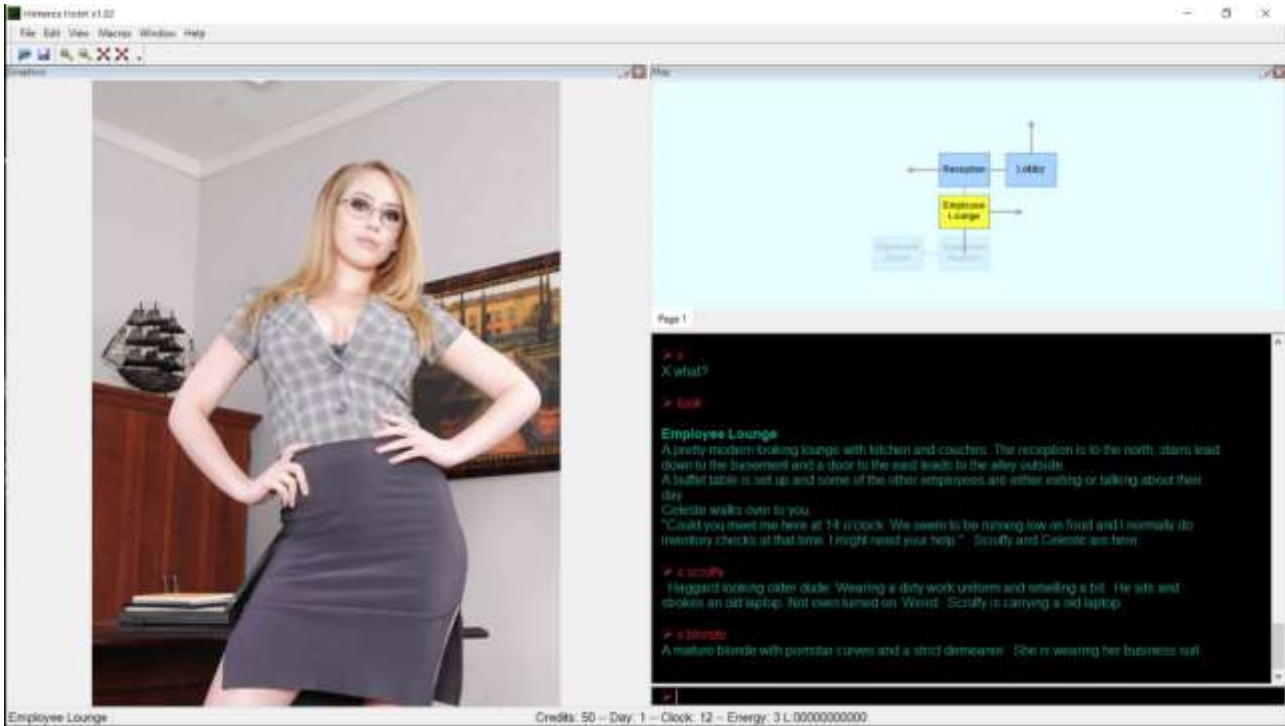 Himeros Hotel v1.02
File Edit View Macros Window Help
Graphics
Map
Reception
Lobby
Employee
Lounge
Page 1
> x
X what?
> look
Employee Lounge
A pretty modern looking lounge with kitchen and couches. The reception is to the north, stairs lead
down to the basement and a door to the east leads to the alley outside.
A buffet table is set up and some of the other employees are either eating or talking about their
day.
Celeste walks over to you.
"Could you meet me here at 14 o'clock. We seem to be running low on food and I normally do
inventory checks at that time. I might need your help." Scruffy and Celeste are here.
> x scruffy
Haggard looking older dude. Wearing a dirty work uniform and smelling a bit. He sits and
strokes an old laptop. Not even turned on. Weird. Scruffy is carrying a old laptop.
> x blonde
A mature blonde with pornstar curves and a strict demeanor. She is wearing her business suit.
>
Employee Lounge
Credits: 50 -- Day: 1 -- Clock: 12 -- Energy: 3 L:00000000000